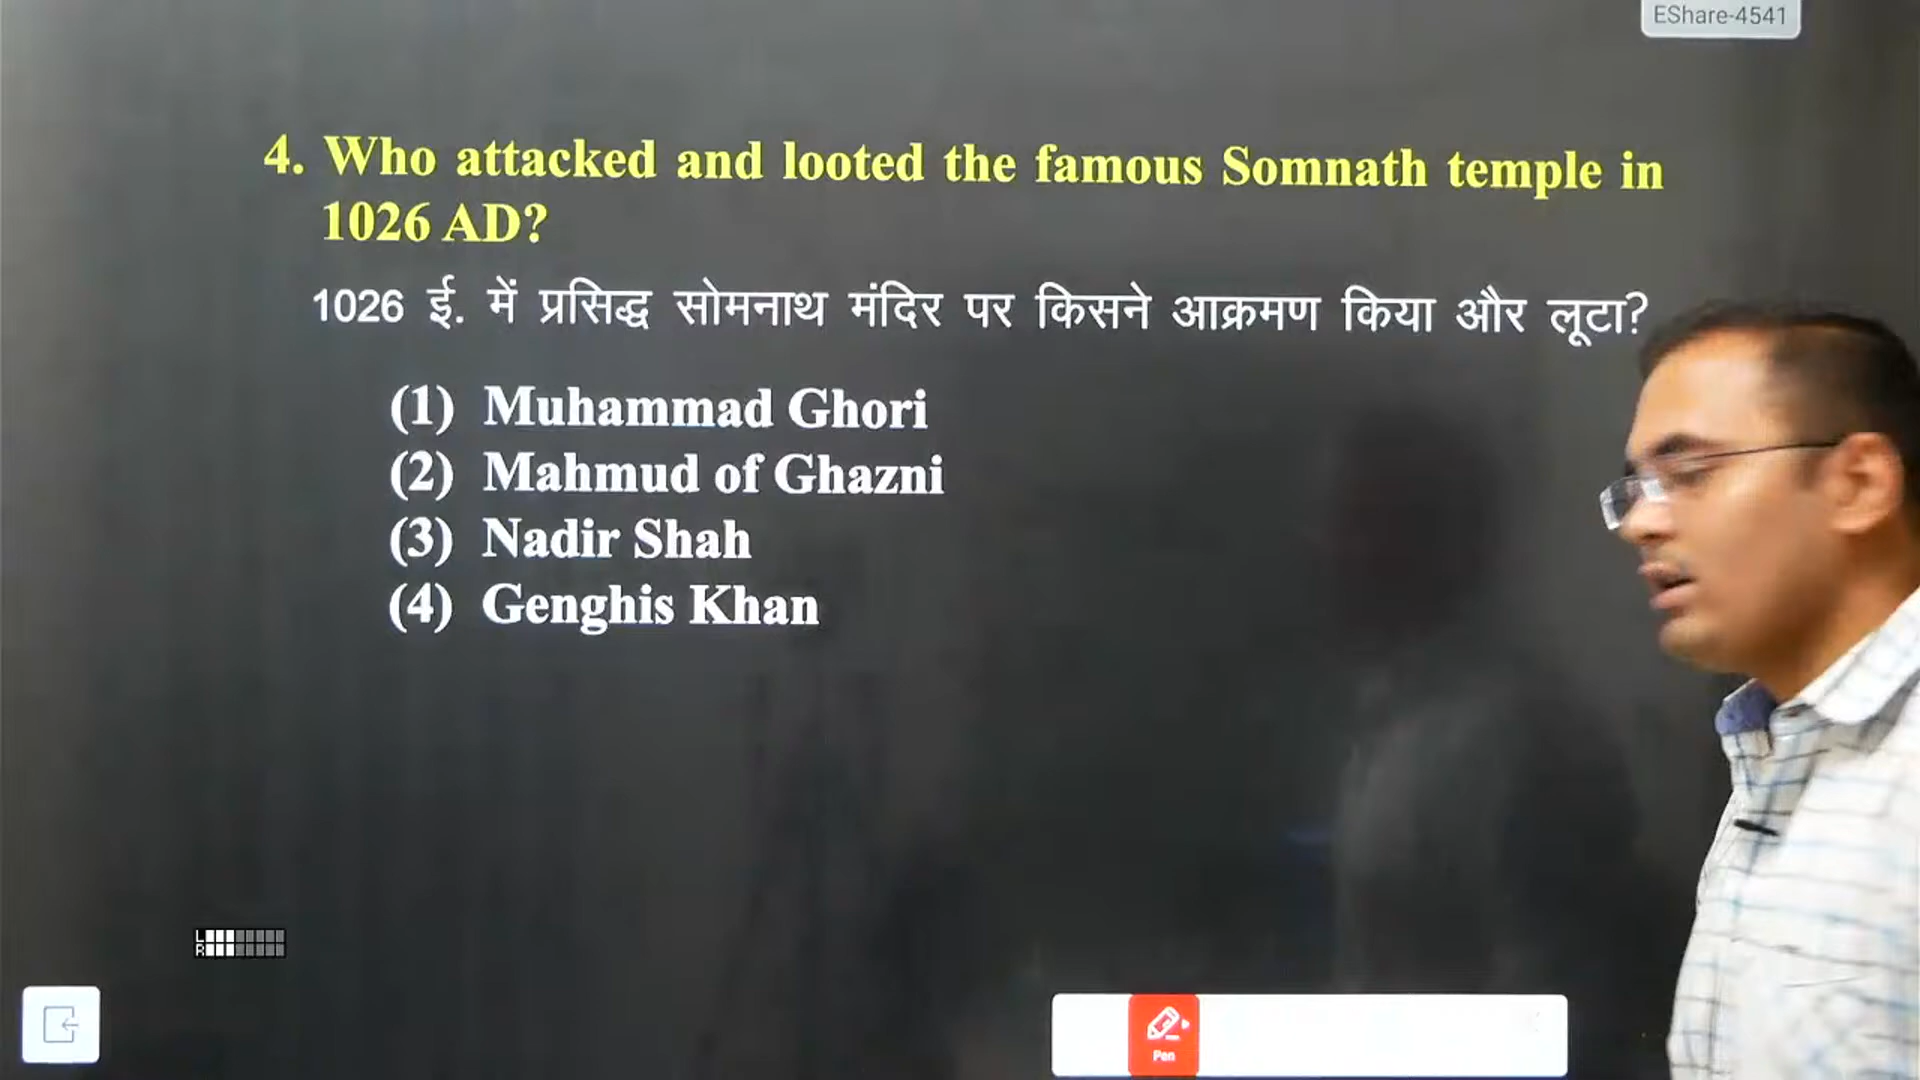 EShare-4541
4. Who attacked and looted the famous Somnath temple in
1026 AD?
1026 ई. में प्रसिद्ध सोमनाथ मंदिर पर किसने आक्रमण किया और लूटा?
(1) Muhammad Ghori
(2) Mahmud of Ghazni
(3) Nadir Shah
(4) Genghis Khan
L
R
Pen